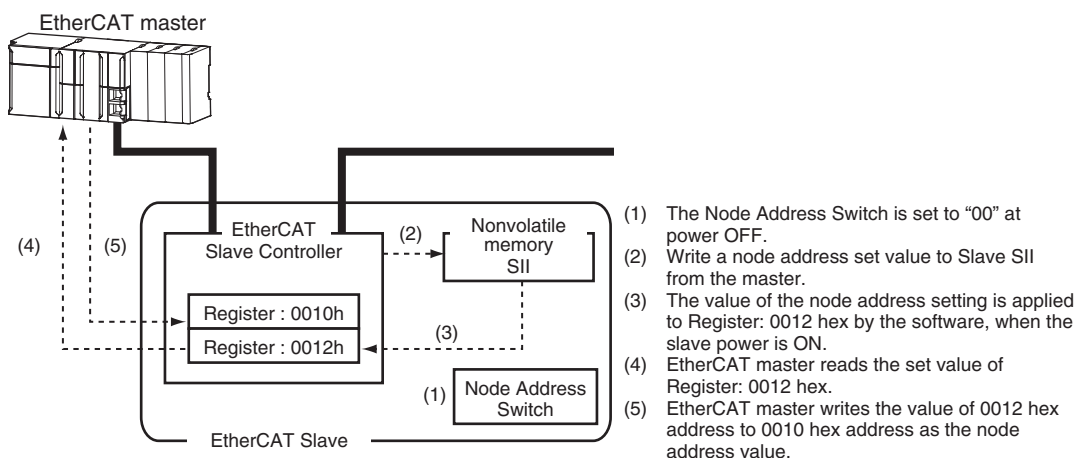 EtherCAT master
(4)
(5)
EtherCAT
Slave Controller
(2)
Nonvolatile
memory
SII
Register : 0010h
Register : 0012h
(3)
(1)
Node Address
Switch
EtherCAT Slave
(1) The Node Address Switch is set to “00” at
power OFF.
(2) Write a node address set value to Slave SII
from the master.
(3) The value of the node address setting is applied
to Register: 0012 hex by the software, when the
slave power is ON.
(4) EtherCAT master reads the set value of
Register: 0012 hex.
(5) EtherCAT master writes the value of 0012 hex
address to 0010 hex address as the node
address value.